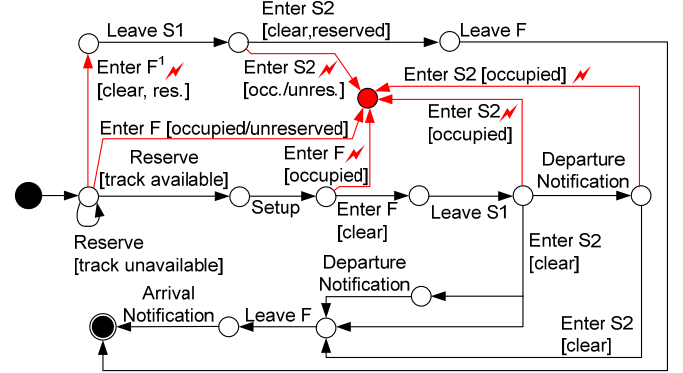 Leave S1
Enter S2
[clear,reserved]
Leave F
Enter F1
[clear, res.]
Enter S2
[occ./unres.]
Enter S2 [occupied]
Enter F [occupied/unreserved]
Enter S2
[occupied]
Reserve
[track available]
Enter F
[occupied]
Departure
Notification
Setup
Enter F
[clear]
Leave S1
Reserve
[track unavailable]
Enter S2
[clear]
Departure
Notification
Arrival
Notification
Leave F
Enter S2
[clear]